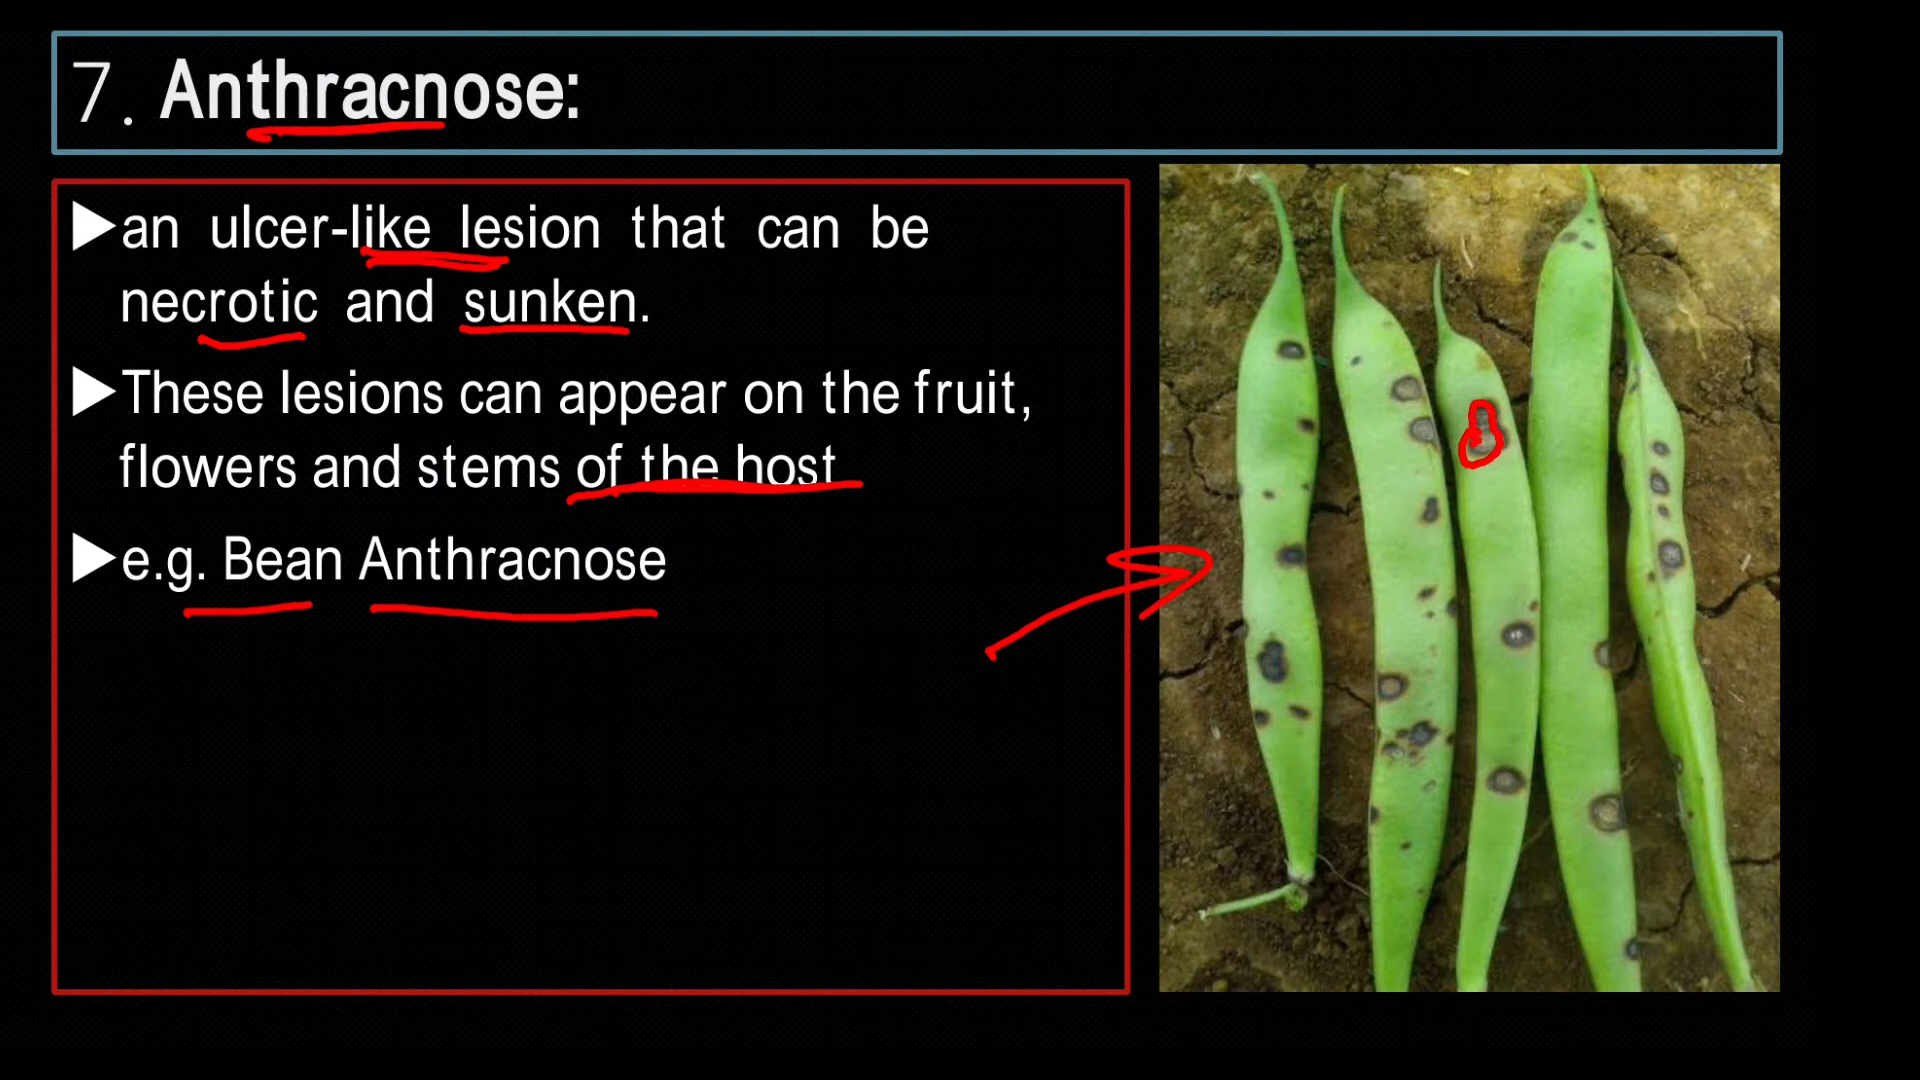 7. Anthracnose:
▶an ulcer-like lesion that can be
necrotic and sunken.
▶These lesions can appear on the fruit,
flowers and stems of the host
▶e.g. Bean Anthracnose